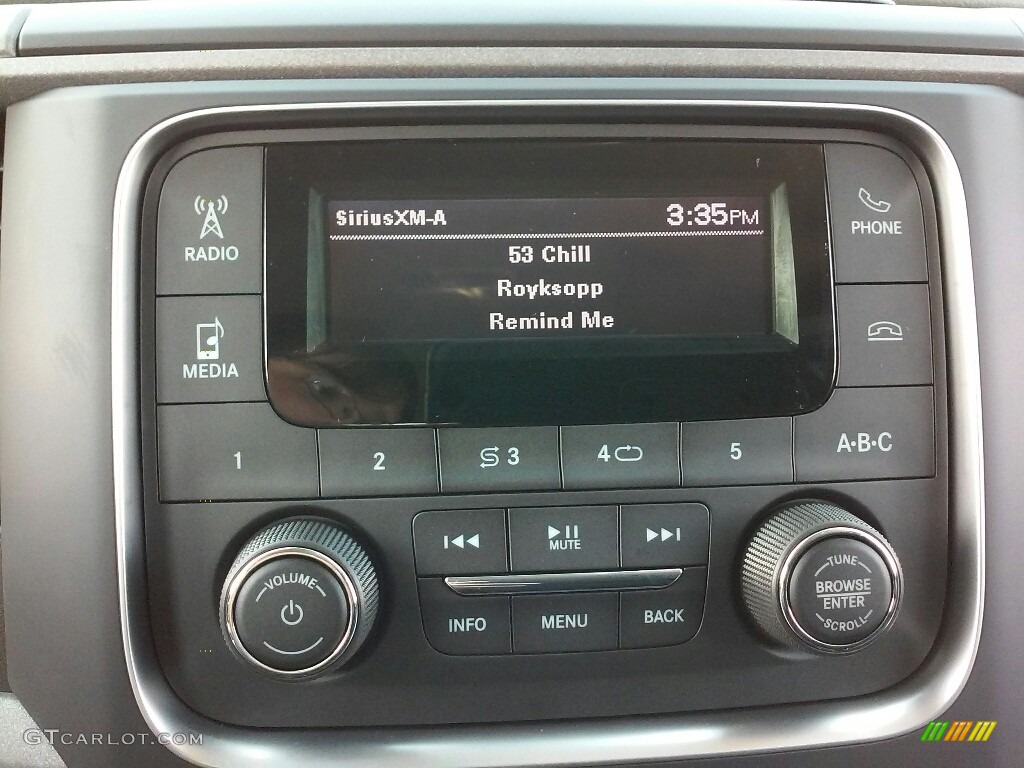 SiriusXM-A 3:35PM
53 Chill
Royksopp
Remind Me
RADIO
PHONE
MEDIA
1 2 3 4 5 A·B·C
MUTE
VOLUME
INFO MENU BACK
TUNE
BROWSE
ENTER
SCROLL
GTCARLOT.COM